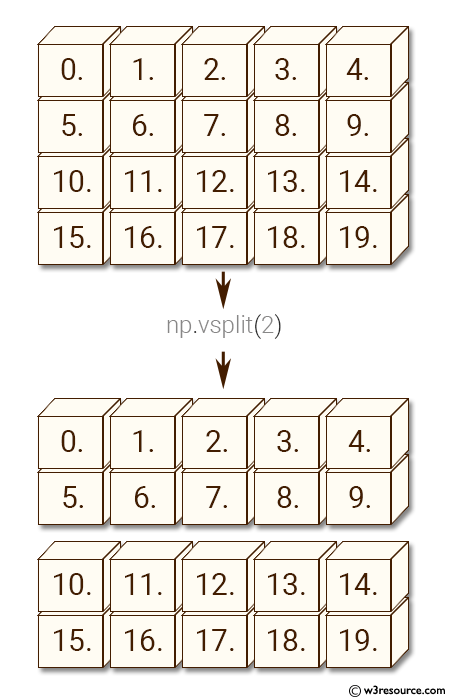 0. 1. 2. 3. 4.
5. 6. 7. 8. 9.
10. 11. 12. 13. 14.
15. 16. 17. 18. 19.
np.vsplit(2)
0. 1. 2. 3. 4.
5. 6. 7. 8. 9.
10. 11. 12. 13. 14.
15. 16. 17. 18. 19.
© w3resource.com